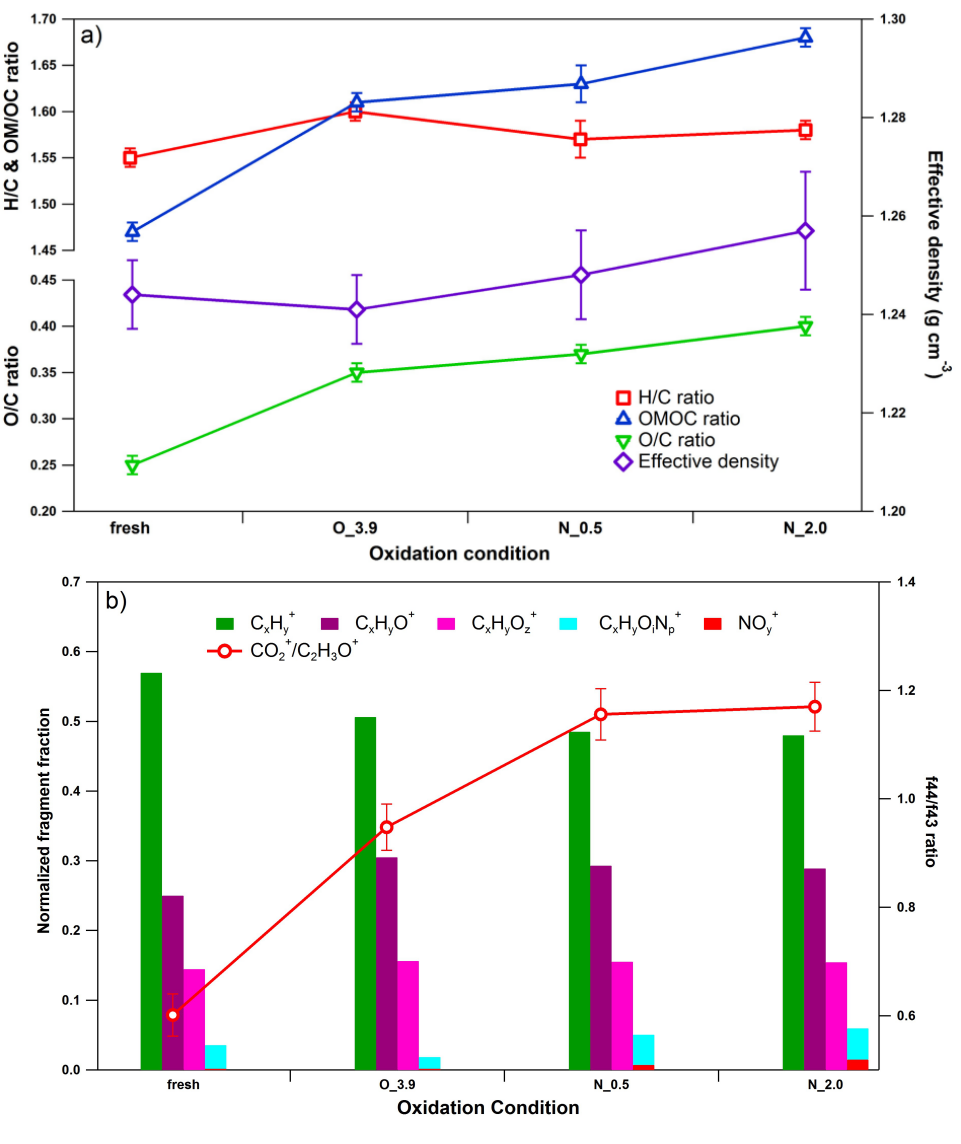 a)
1.70
1.65
1.60
1.55
1.50
1.45
0.45
0.40
0.35
0.30
0.25
0.20
H/C & OM/OC ratio
O/C ratio
1.30
1.28
1.26
1.24
1.22
1.20
Effective density (g cm⁻³)
H/C ratio
OMOC ratio
O/C ratio
Effective density
fresh O_3.9 N_0.5 N_2.0
Oxidation condition
b)
0.7
0.6
0.5
0.4
0.3
0.2
0.1
0.0
Normalized fragment fraction
CₓHᵧ⁺ CₓHᵧO⁺ CₓHᵧO_z⁺ CₓHᵧOᵢNₚ⁺ NOᵧ⁺
CO₂⁺/C₂H₃O⁺
1.4
1.2
1.0
0.8
0.6
f44/f43 ratio
fresh O_3.9 N_0.5 N_2.0
Oxidation Condition